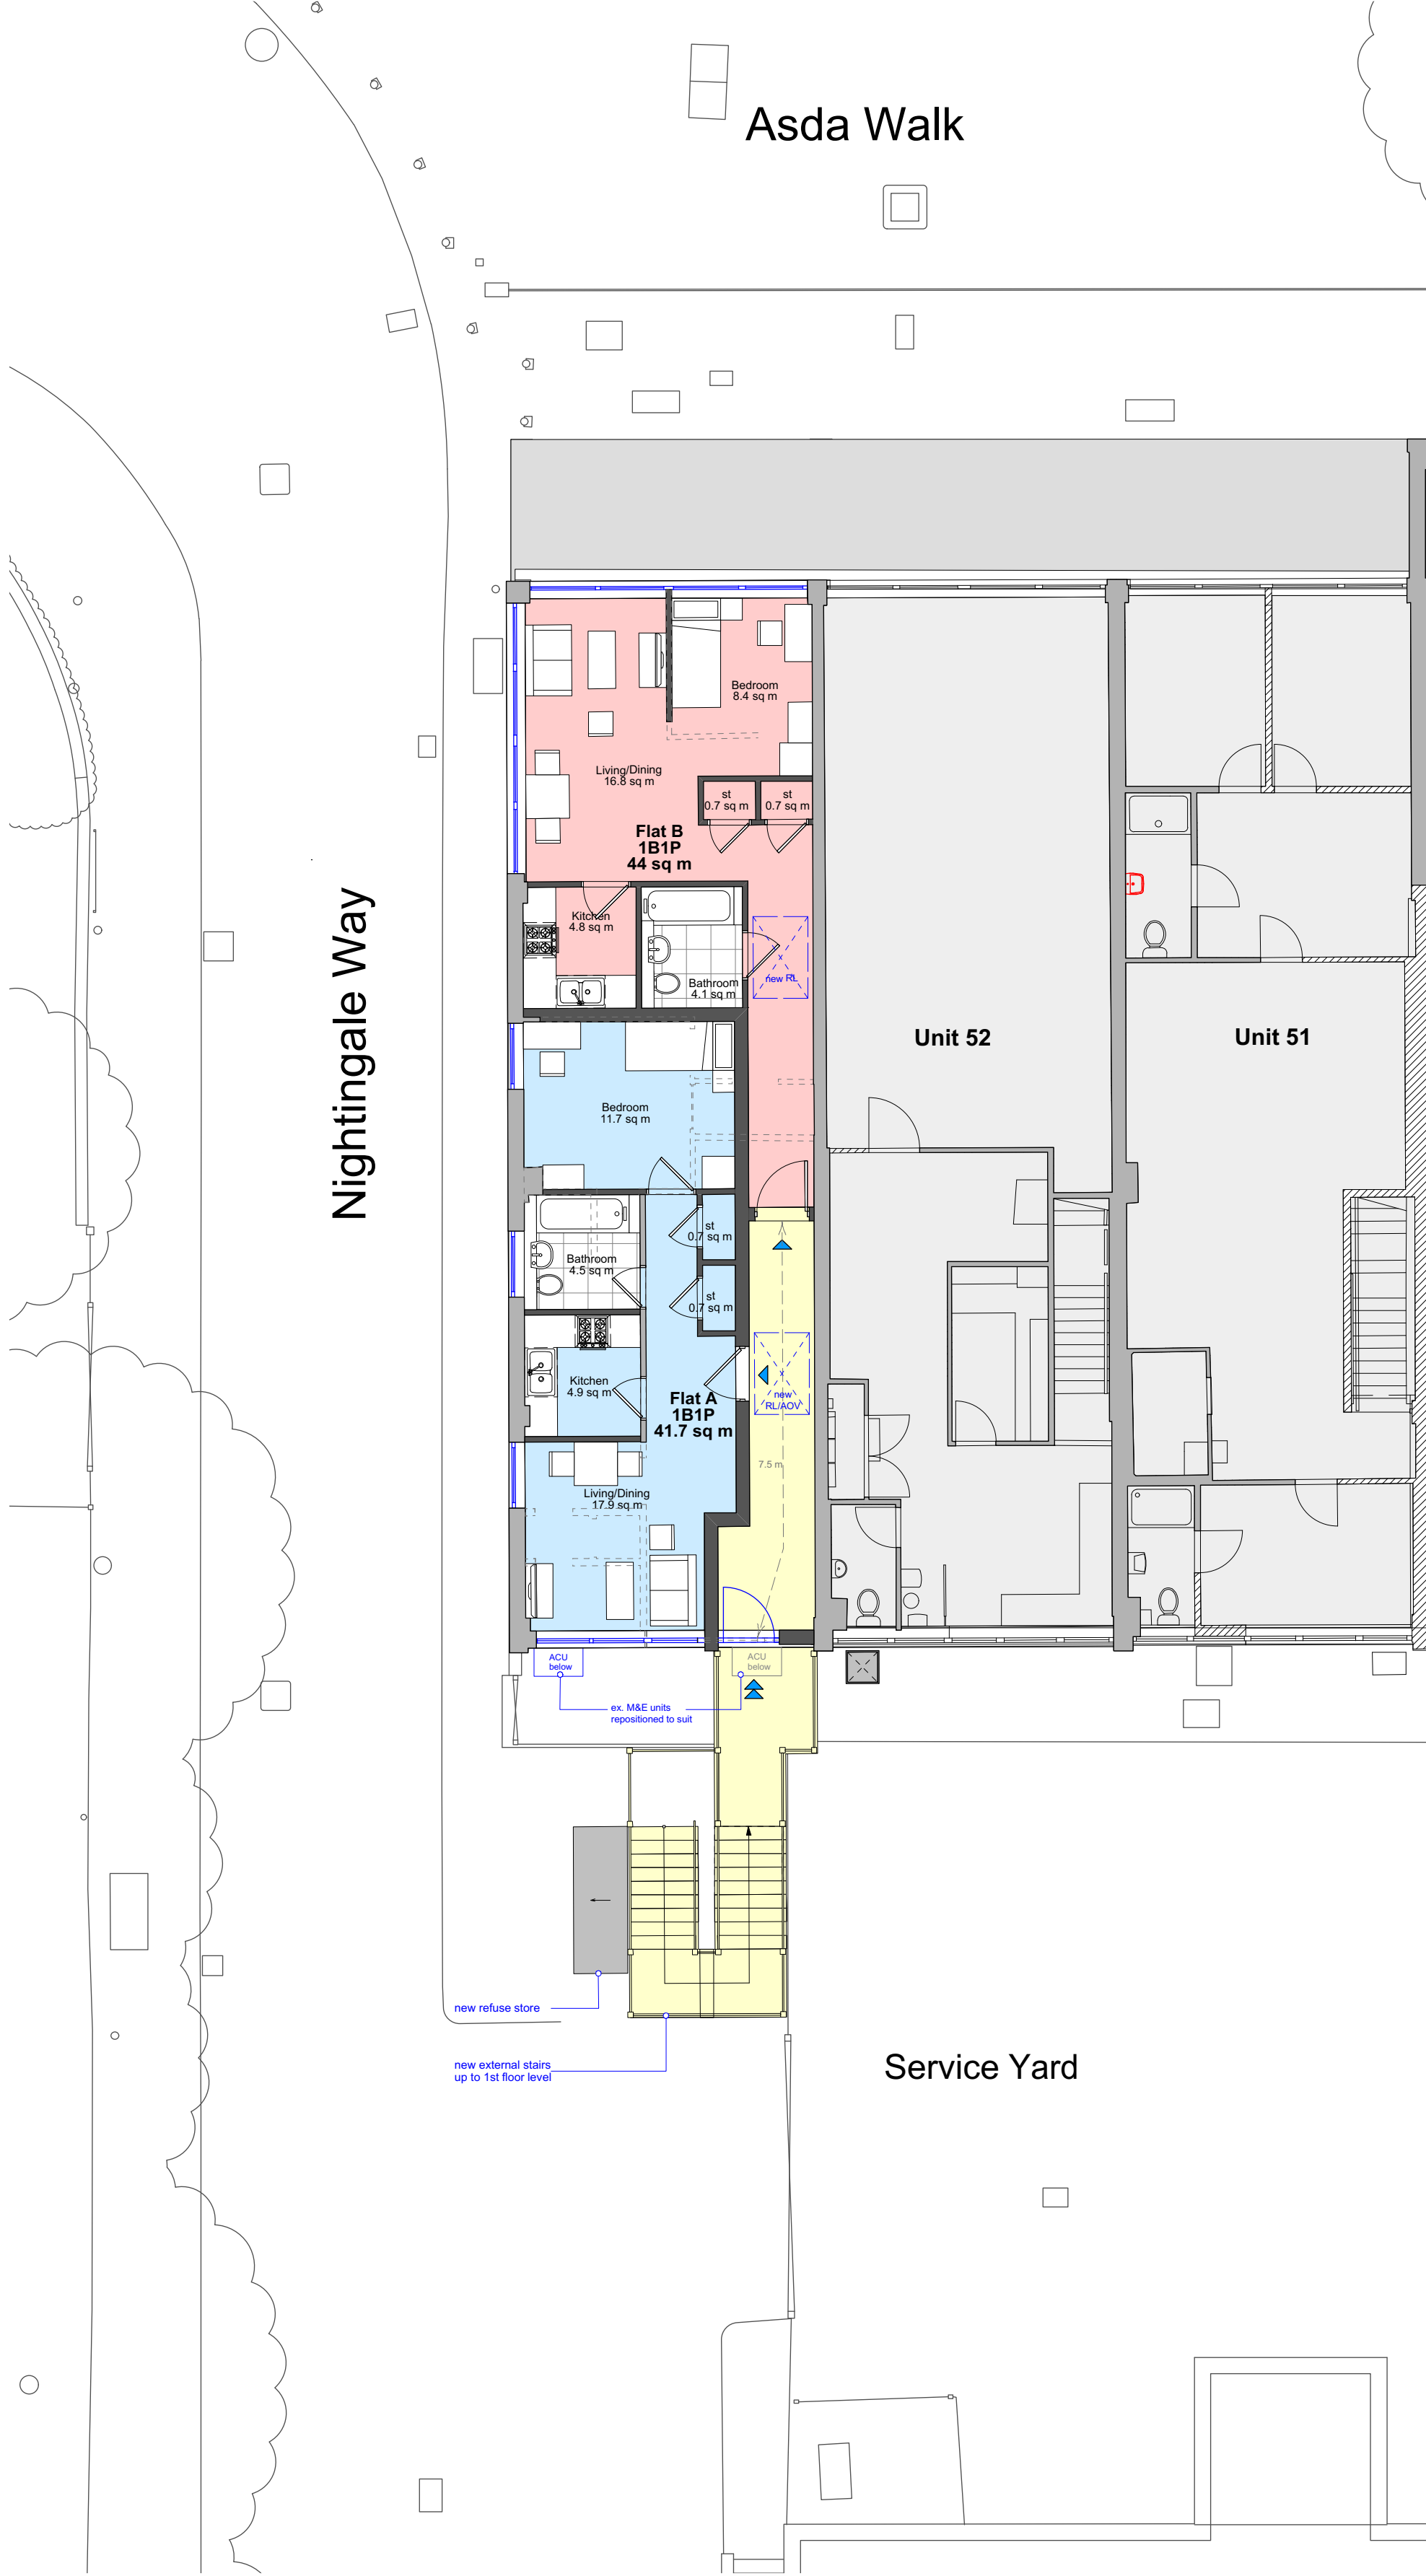 Asda Walk
Nightingale Way
Bedroom
8.4 sq m
Living/Dining
16.8 sq m
st
0.7 sq m
st
0.7 sq m
Flat B
1B1P
44 sq m
Kitchen
4.8 sq m
Bathroom
4.1 sq m
x
new RL
Unit 52
Unit 51
Bedroom
11.7 sq m
st
0.7 sq m
Bathroom
4.5 sq m
st
0.7 sq m
Kitchen
4.9 sq m
Flat A
1B1P
41.7 sq m
x
new
RL/AOV
7.5 m
Living/Dining
17.9 sq m
ACU
below
ACU
below
ex. M&E units
repositioned to suit
new refuse store
new external stairs
up to 1st floor level
Service Yard